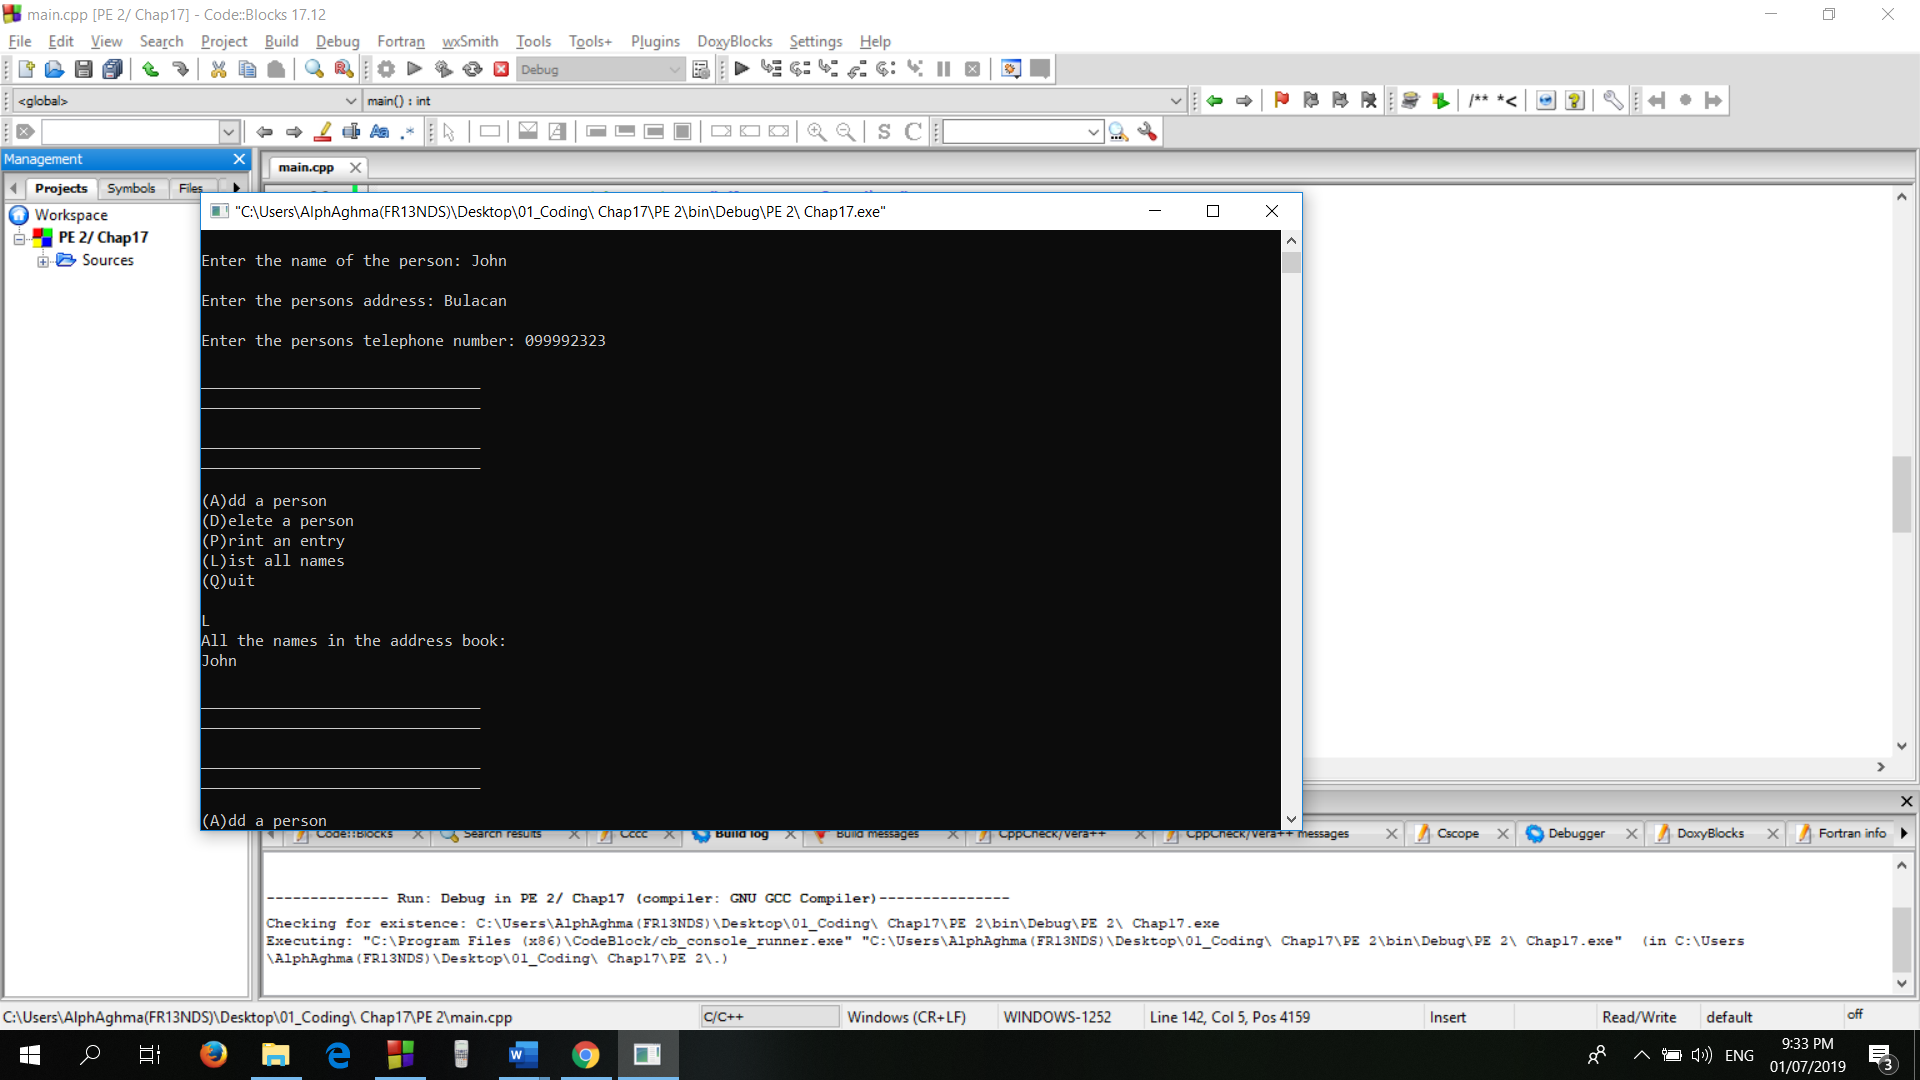 main.cpp [PE 2/ Chap17] - Code::Blocks 17.12
File Edit View Search Project Build Debug Fortran wxSmith Tools Tools+ Plugins DoxyBlocks Settings Help
Debug
<global> main() : int
/** *<
Aa .* S C
Management
main.cpp
Projects Symbols Files
Workspace
PE 2/ Chap17
Sources
"C:\Users\AlphAghma(FR13NDS)\Desktop\01_Coding\ Chap17\PE 2\bin\Debug\PE 2\ Chap17.exe"
Enter the name of the person: John
Enter the persons address: Bulacan
Enter the persons telephone number: 099992323
(A)dd a person
(D)elete a person
(P)rint an entry
(L)ist all names
(Q)uit
L
All the names in the address book:
John
(A)dd a person
Code::Blocks Search results Cccc Build log Build messages CppCheck/Vera++ CppCheck/Vera++ messages Cscope Debugger DoxyBlocks Fortran info
-------------- Run: Debug in PE 2/ Chap17 (compiler: GNU GCC Compiler)---------------
Checking for existence: C:\Users\AlphAghma(FR13NDS)\Desktop\01_Coding\ Chap17\PE 2\bin\Debug\PE 2\ Chap17.exe
Executing: "C:\Program Files (x86)\CodeBlock/cb_console_runner.exe" "C:\Users\AlphAghma(FR13NDS)\Desktop\01_Coding\ Chap17\PE 2\bin\Debug\PE 2\ Chap17.exe" (in C:\Users
\AlphAghma(FR13NDS)\Desktop\01_Coding\ Chap17\PE 2\.)
C:\Users\AlphAghma(FR13NDS)\Desktop\01_Coding\ Chap17\PE 2\main.cpp C/C++ Windows (CR+LF) WINDOWS-1252 Line 142, Col 5, Pos 4159 Insert Read/Write default off
ENG
9:33 PM
01/07/2019
3